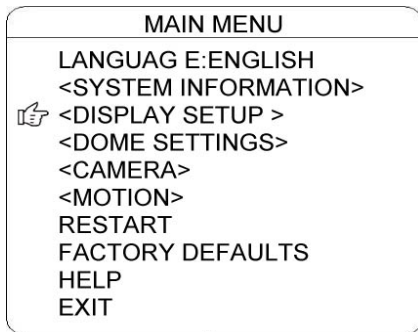 MAIN MENU
LANGUAG E:ENGLISH
<SYSTEM INFORMATION>
<DISPLAY SETUP >
<DOME SETTINGS>
<CAMERA>
<MOTION>
RESTART
FACTORY DEFAULTS
HELP
EXIT